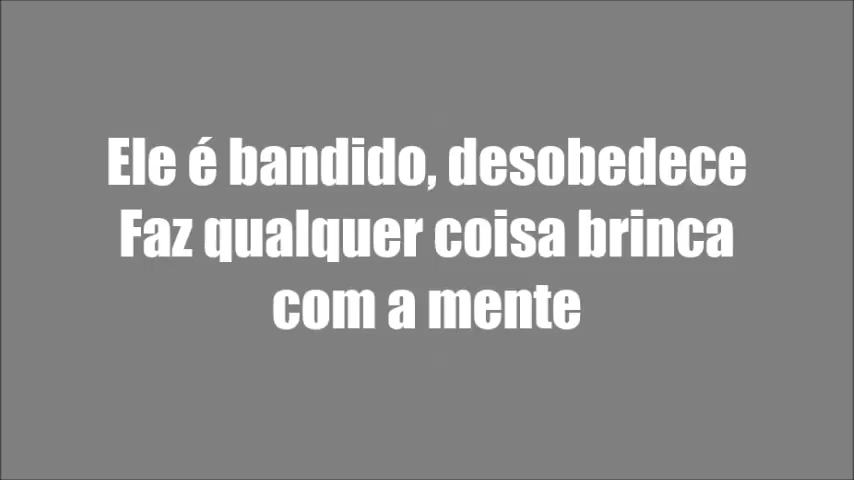 Ele é bandido, desobedece
Faz qualquer coisa brinca
com a mente